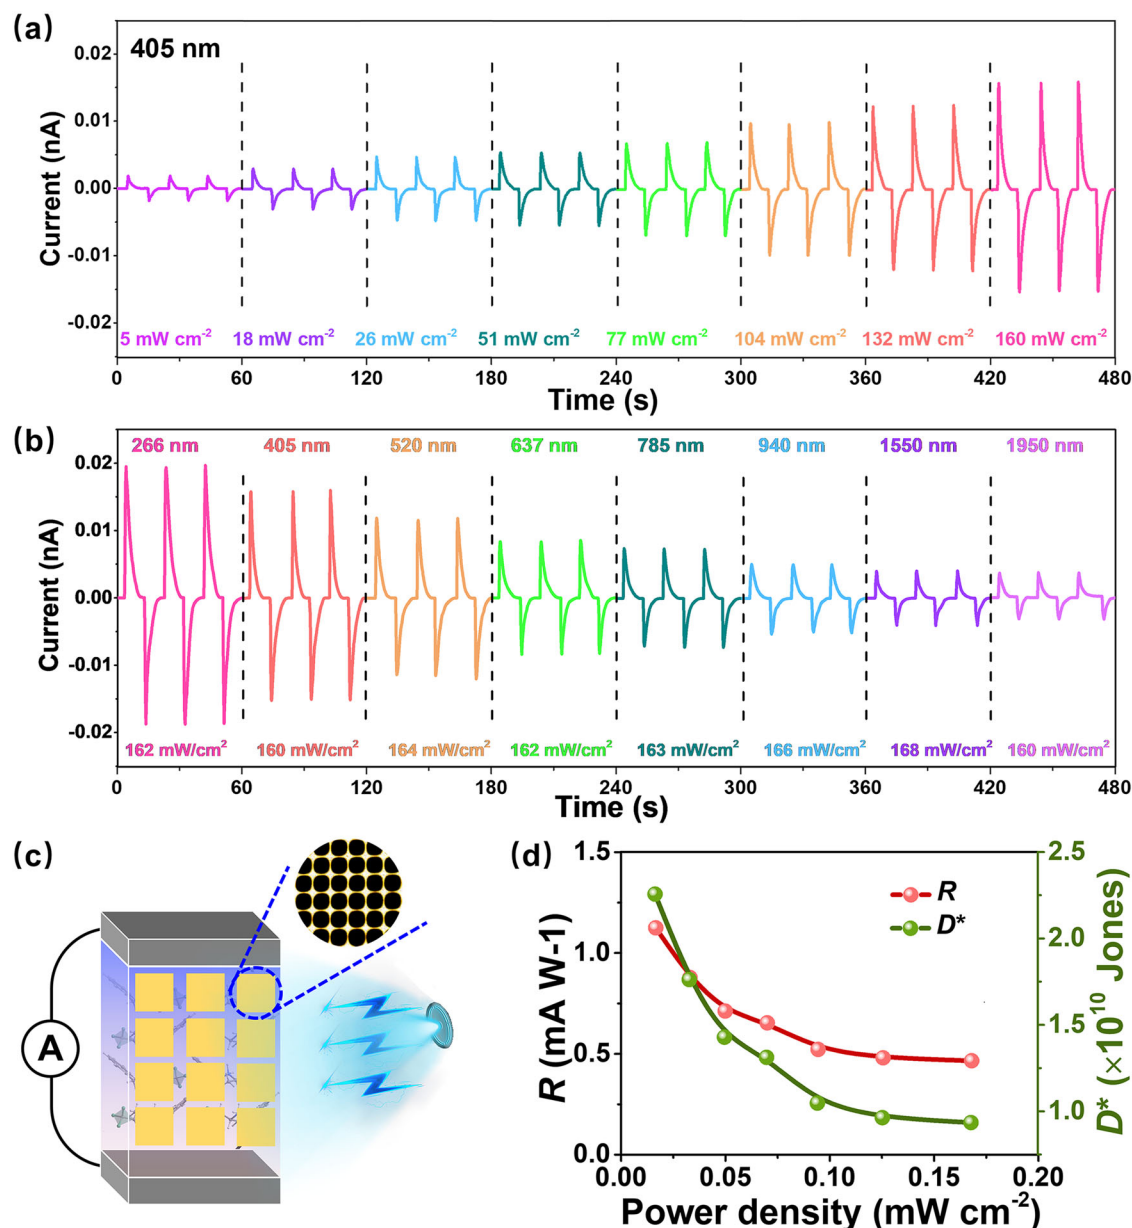 (a)
405 nm
0.02
0.01
0.00
-0.01
-0.02
Current (nA)
5 mW cm-2 18 mW cm-2 26 mW cm-2 51 mW cm-2 77 mW cm-2 104 mW cm-2 132 mW cm-2 160 mW cm-2
0 60 120 180 240 300 360 420 480
Time (s)
(b)
266 nm 405 nm 520 nm 637 nm 785 nm 940 nm 1550 nm 1950 nm
0.02
0.01
0.00
-0.01
-0.02
Current (nA)
162 mW/cm2 160 mW/cm2 164 mW/cm2 162 mW/cm2 163 mW/cm2 166 mW/cm2 168 mW/cm2 160 mW/cm2
0 60 120 180 240 300 360 420 480
Time (s)
(c)
A
(d)
1.5
1.0
0.5
0.0
R (mA W-1)
R
D*
2.5
2.0
1.5
1.0
D* (×1010 Jones)
0.00 0.05 0.10 0.15 0.20
Power density (mW cm-2)